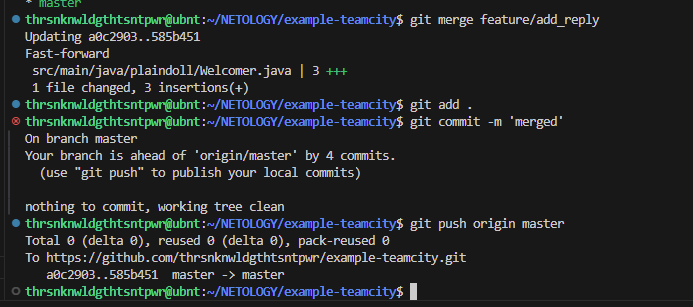 * master
thrsnknwldgthtsntpwr@ubnt:~/NETOLOGY/example-teamcity$ git merge feature/add_reply
Updating a0c2903..585b451
Fast-forward
 src/main/java/plaindoll/Welcomer.java | 3 +++
 1 file changed, 3 insertions(+)
thrsnknwldgthtsntpwr@ubnt:~/NETOLOGY/example-teamcity$ git add .
thrsnknwldgthtsntpwr@ubnt:~/NETOLOGY/example-teamcity$ git commit -m 'merged'
On branch master
Your branch is ahead of 'origin/master' by 4 commits.
  (use "git push" to publish your local commits)

nothing to commit, working tree clean
thrsnknwldgthtsntpwr@ubnt:~/NETOLOGY/example-teamcity$ git push origin master
Total 0 (delta 0), reused 0 (delta 0), pack-reused 0
To https://github.com/thrsnknwldgthtsntpwr/example-teamcity.git
   a0c2903..585b451  master -> master
thrsnknwldgthtsntpwr@ubnt:~/NETOLOGY/example-teamcity$